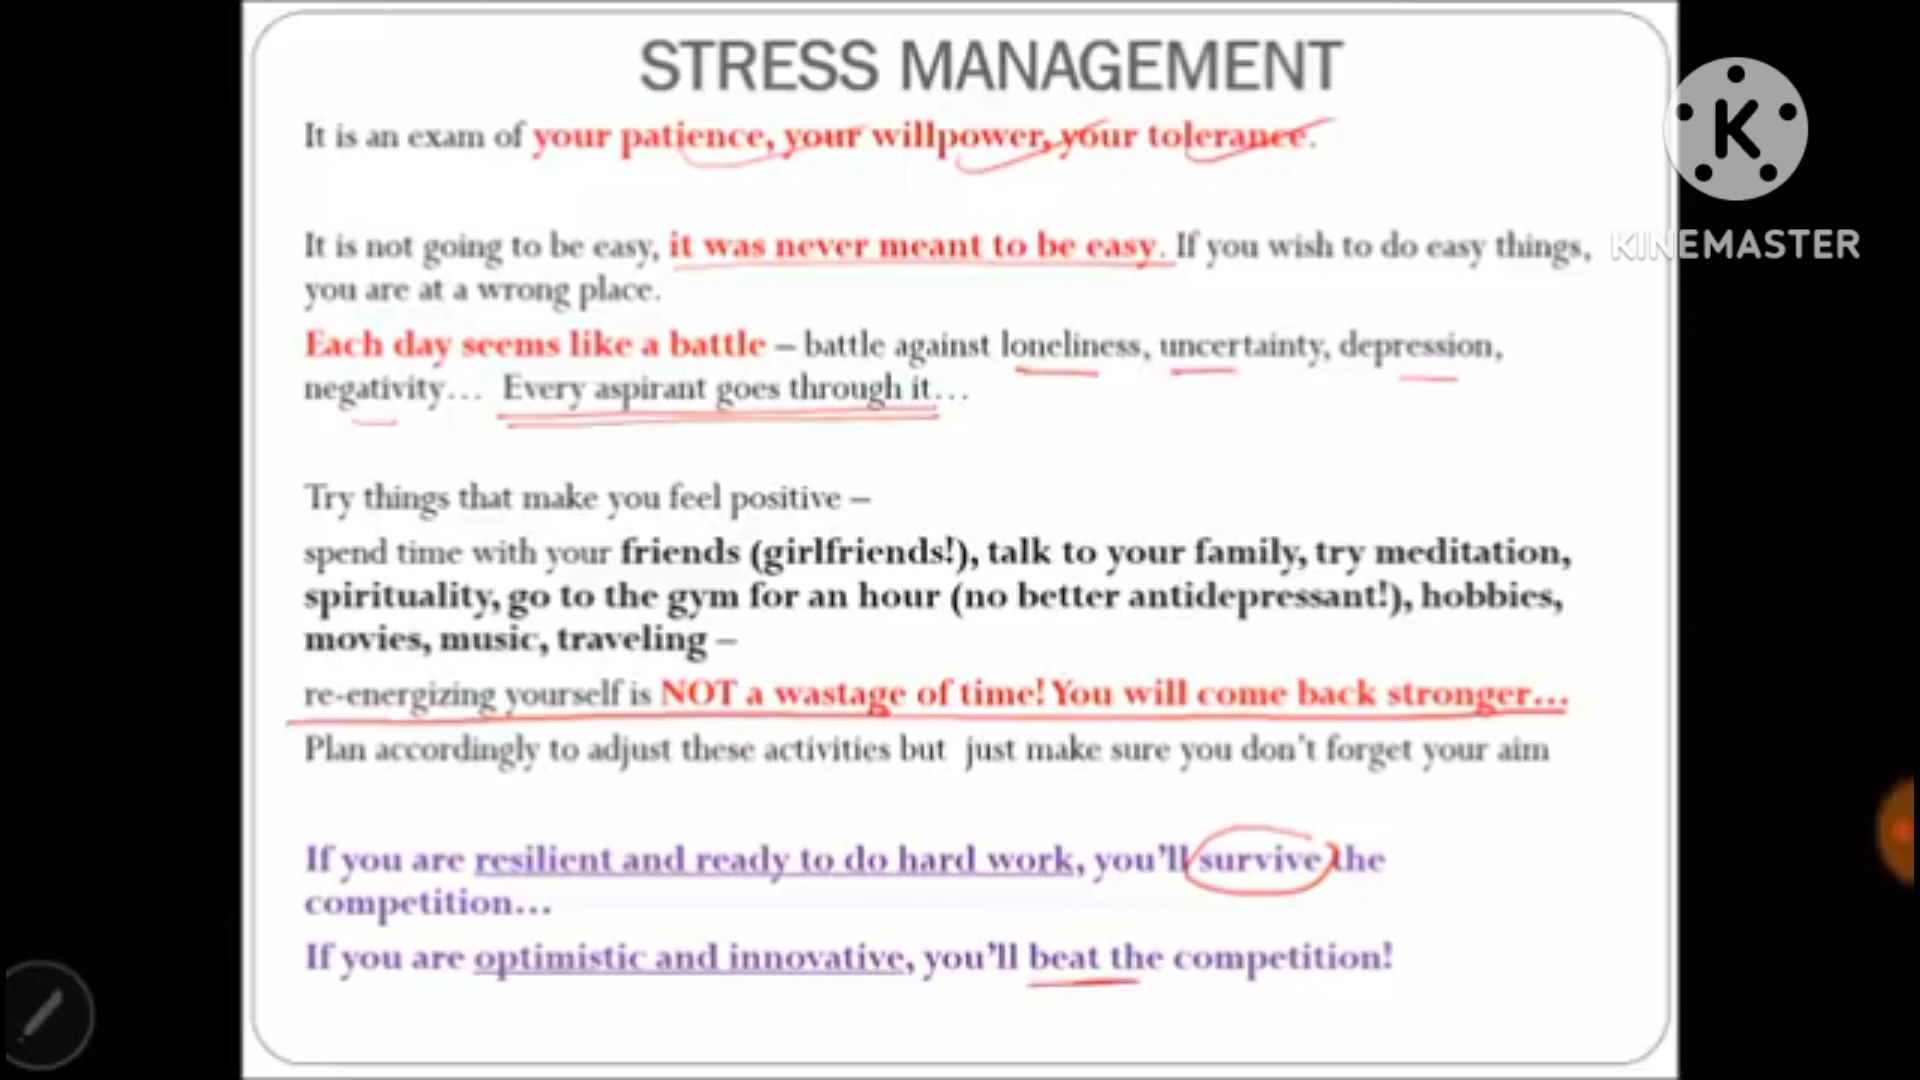 STRESS MANAGEMENT
It is an exam of your patience, your willpower, your tolerance.
K
KINEMASTER
It is not going to be easy, it was never meant to be easy. If you wish to do easy things,
you are at a wrong place.
Each day seems like a battle – battle against loneliness, uncertainty, depression,
negativity… Every aspirant goes through it…
Try things that make you feel positive –
spend time with your friends (girlfriends!), talk to your family, try meditation,
spirituality, go to the gym for an hour (no better antidepressant!), hobbies,
movies, music, traveling –
re-energizing yourself is NOT a wastage of time! You will come back stronger…
Plan accordingly to adjust these activities but just make sure you don't forget your aim
If you are resilient and ready to do hard work, you'll survive the
competition…
If you are optimistic and innovative, you'll beat the competition!